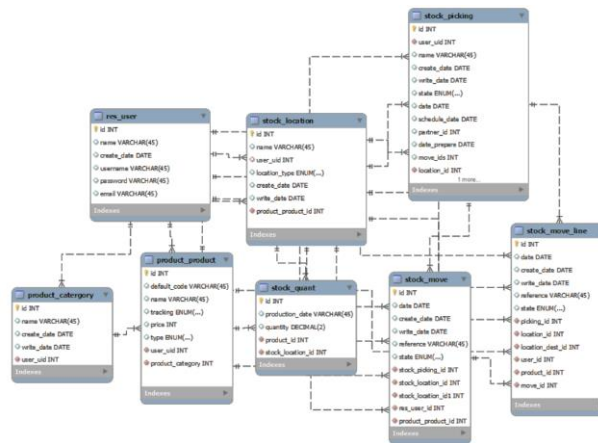 stock_picking
id INT
user_uid INT
name VARCHAR(45)
create_date DATE
write_date DATE
state ENUM(...)
date DATE
schedule_date DATE
partner_id INT
date_prepare DATE
move_ids INT
location_id INT
1 more...
Indexes
res_user
id INT
name VARCHAR(45)
create_date DATE
username VARCHAR(45)
password VARCHAR(45)
email VARCHAR(45)
Indexes
stock_location
id INT
name VARCHAR(45)
user_uid INT
location_type ENUM(...)
create_date DATE
write_date DATE
product_product_id INT
Indexes
stock_move_line
id INT
date DATE
create_date DATE
write_date DATE
reference VARCHAR(45)
state ENUM(...)
picking_id INT
location_id INT
location_dest_id INT
user_id INT
product_id INT
move_id INT
Indexes
product_product
id INT
default_code VARCHAR(45)
name VARCHAR(45)
tracking ENUM(...)
price INT
type ENUM(...)
user_uid INT
product_category INT
Indexes
stock_quant
id INT
production_date VARCHAR(45)
quantity DECIMAL(2)
product_id INT
stock_location_id INT
Indexes
stock_move
id INT
date DATE
create_date DATE
write_date DATE
reference VARCHAR(45)
state ENUM(...)
stock_picking_id INT
stock_location_id INT
stock_location_id1 INT
res_user_id INT
product_product_id INT
Indexes
product_catergory
id INT
name VARCHAR(45)
create_date DATE
write_date DATE
user_uid INT
Indexes